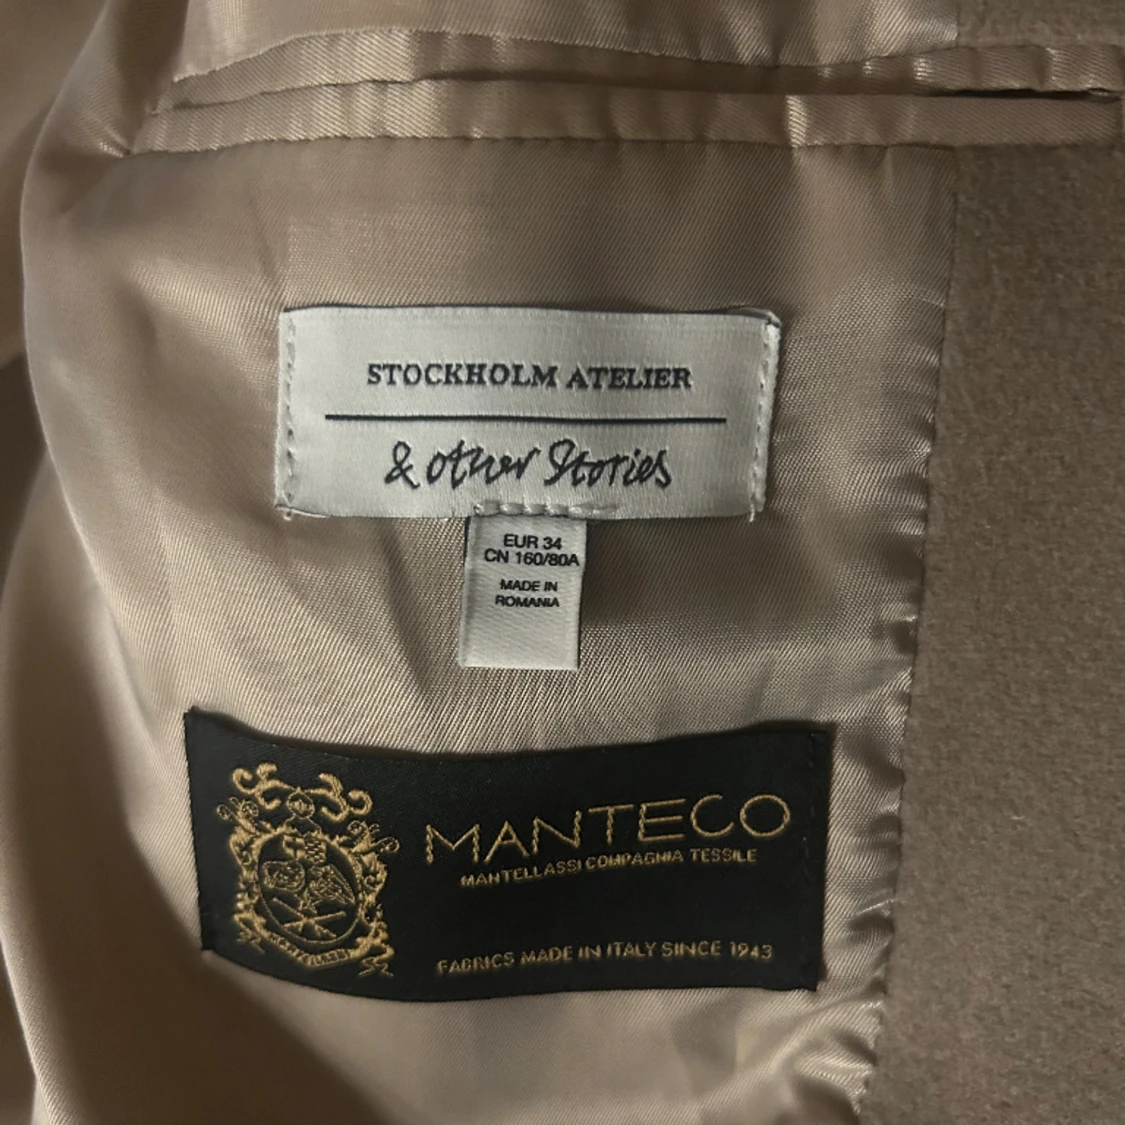 STOCKHOLM ATELIER
& other Stories
EUR 34
CN 160/80A
MADE IN
ROMANIA
MANTECO
MANTELLASSI COMPAGNIA TESSILE
FABRICS MADE IN ITALY SINCE 1943